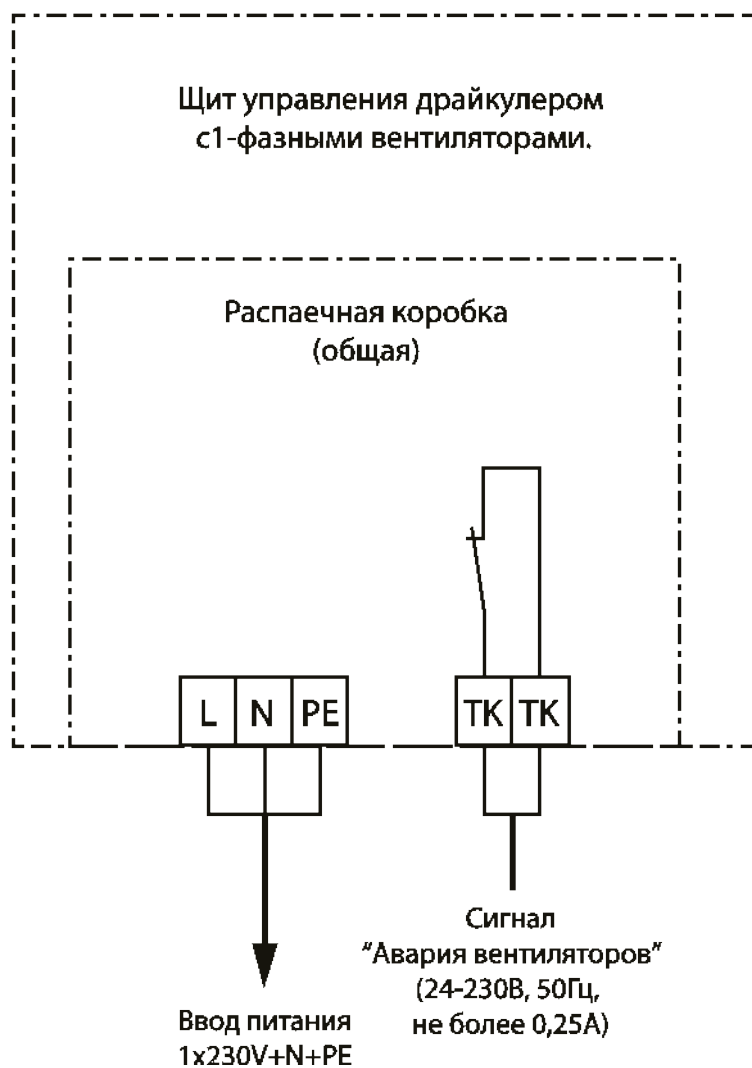 Щит управления драйкулером
с1-фазными вентиляторами.
Распаечная коробка
(общая)
L N PE TK TK
Сигнал
"Авария вентиляторов"
(24-230В, 50Гц,
не более 0,25А)
Ввод питания
1x230V+N+PE